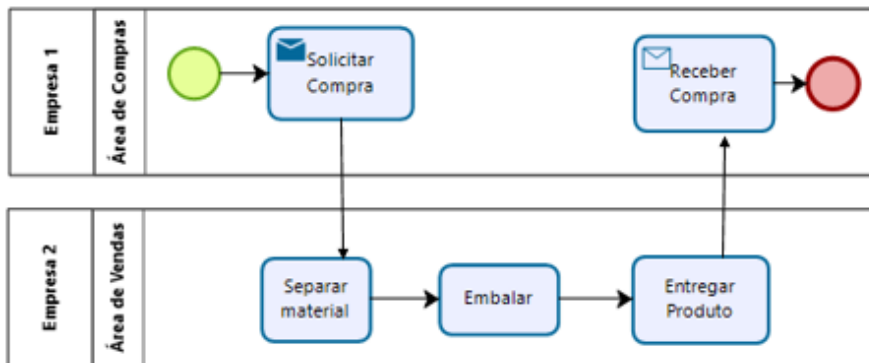 Empresa 1
Área de Compras
Solicitar
Compra
Receber
Compra
Empresa 2
Área de Vendas
Separar
material
Embalar
Entregar
Produto